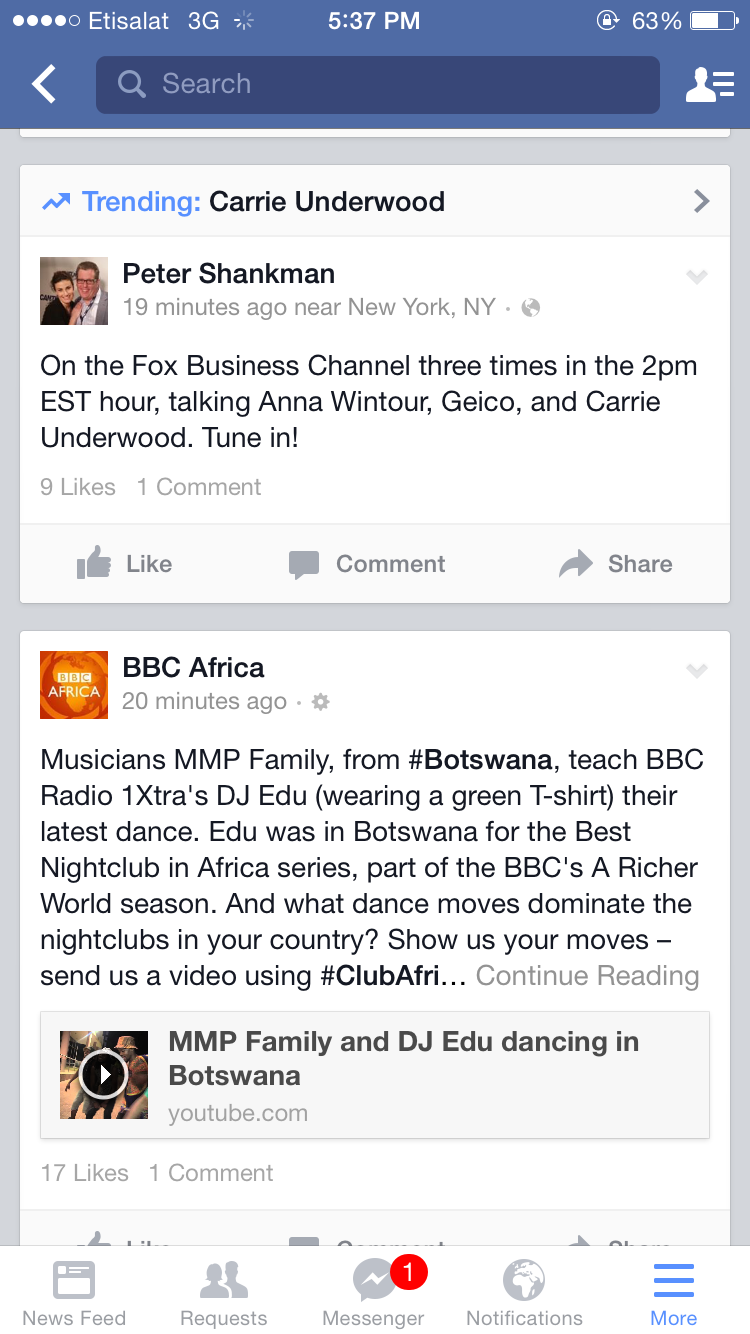 Etisalat 3G 5:37 PM 63%
Search
Trending: Carrie Underwood
Peter Shankman
19 minutes ago near New York, NY ·
On the Fox Business Channel three times in the 2pm
EST hour, talking Anna Wintour, Geico, and Carrie
Underwood. Tune in!
9 Likes 1 Comment
Like Comment Share
BBC AFRICA
BBC Africa
20 minutes ago ·
Musicians MMP Family, from #Botswana, teach BBC
Radio 1Xtra's DJ Edu (wearing a green T-shirt) their
latest dance. Edu was in Botswana for the Best
Nightclub in Africa series, part of the BBC's A Richer
World season. And what dance moves dominate the
nightclubs in your country? Show us your moves –
send us a video using #ClubAfri... Continue Reading
MMP Family and DJ Edu dancing in
Botswana
youtube.com
17 Likes 1 Comment
Like Comment Share
1
News Feed Requests Messenger Notifications More